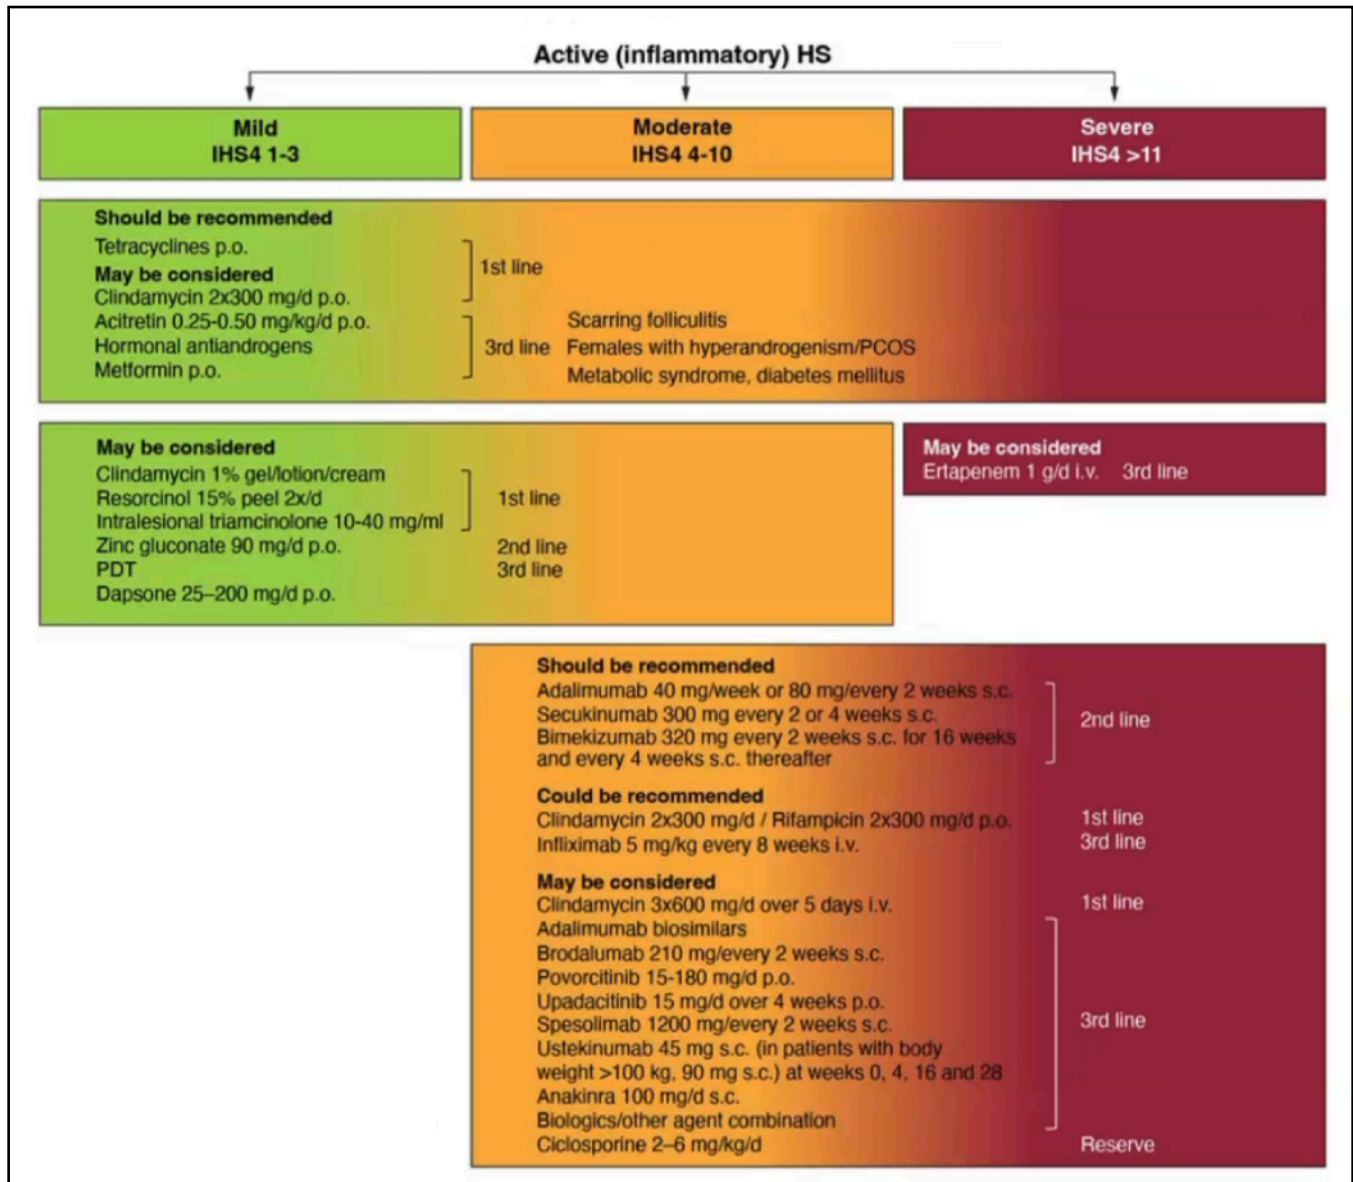 Active (inflammatory) HS
Mild
IHS4 1-3
Moderate
IHS4 4-10
Severe
IHS4 >11
Should be recommended
Tetracyclines p.o.
May be considered
Clindamycin 2x300 mg/d p.o.
1st line
Acitretin 0.25-0.50 mg/kg/d p.o.
Hormonal antiandrogens
Metformin p.o.
3rd line
Scarring folliculitis
Females with hyperandrogenism/PCOS
Metabolic syndrome, diabetes mellitus
May be considered
Clindamycin 1% gel/lotion/cream
Resorcinol 15% peel 2x/d
Intralesional triamcinolone 10-40 mg/ml
1st line
Zinc gluconate 90 mg/d p.o. 2nd line
PDT 3rd line
Dapsone 25–200 mg/d p.o.
May be considered
Ertapenem 1 g/d i.v. 3rd line
Should be recommended
Adalimumab 40 mg/week or 80 mg/every 2 weeks s.c.
Secukinumab 300 mg every 2 or 4 weeks s.c.
Bimekizumab 320 mg every 2 weeks s.c. for 16 weeks
and every 4 weeks s.c. thereafter
2nd line
Could be recommended
Clindamycin 2x300 mg/d / Rifampicin 2x300 mg/d p.o. 1st line
Infliximab 5 mg/kg every 8 weeks i.v. 3rd line
May be considered
Clindamycin 3x600 mg/d over 5 days i.v. 1st line
Adalimumab biosimilars
Brodalumab 210 mg/every 2 weeks s.c.
Povorcitinib 15-180 mg/d p.o.
Upadacitinib 15 mg/d over 4 weeks p.o.
Spesolimab 1200 mg/every 2 weeks s.c.
Ustekinumab 45 mg s.c. (in patients with body
weight >100 kg, 90 mg s.c.) at weeks 0, 4, 16 and 28
Anakinra 100 mg/d s.c.
Biologics/other agent combination
3rd line
Ciclosporine 2–6 mg/kg/d Reserve